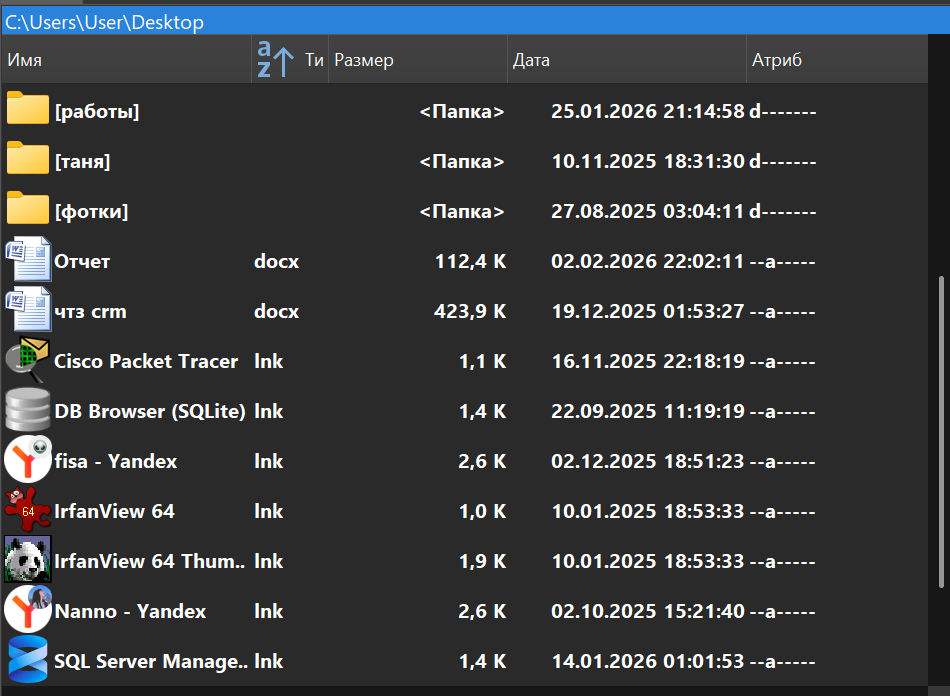 C:\Users\User\Desktop
Имя Ти Размер Дата Атриб
[работы] <Папка> 25.01.2026 21:14:58 d-------
[таня] <Папка> 10.11.2025 18:31:30 d-------
[фотки] <Папка> 27.08.2025 03:04:11 d-------
Отчет docx 112,4 K 02.02.2026 22:02:11 --a-----
чтз crm docx 423,9 K 19.12.2025 01:53:27 --a-----
Cisco Packet Tracer lnk 1,1 K 16.11.2025 22:18:19 --a-----
DB Browser (SQLite) lnk 1,4 K 22.09.2025 11:19:19 --a-----
fisa - Yandex lnk 2,6 K 02.12.2025 18:51:23 --a-----
IrfanView 64 lnk 1,0 K 10.01.2026 18:53:33 --a-----
IrfanView 64 Thum.. lnk 1,9 K 10.01.2026 18:53:33 --a-----
Nanno - Yandex lnk 2,6 K 02.10.2025 15:21:40 --a-----
SQL Server Manage.. lnk 1,4 K 14.01.2026 01:01:53 --a-----